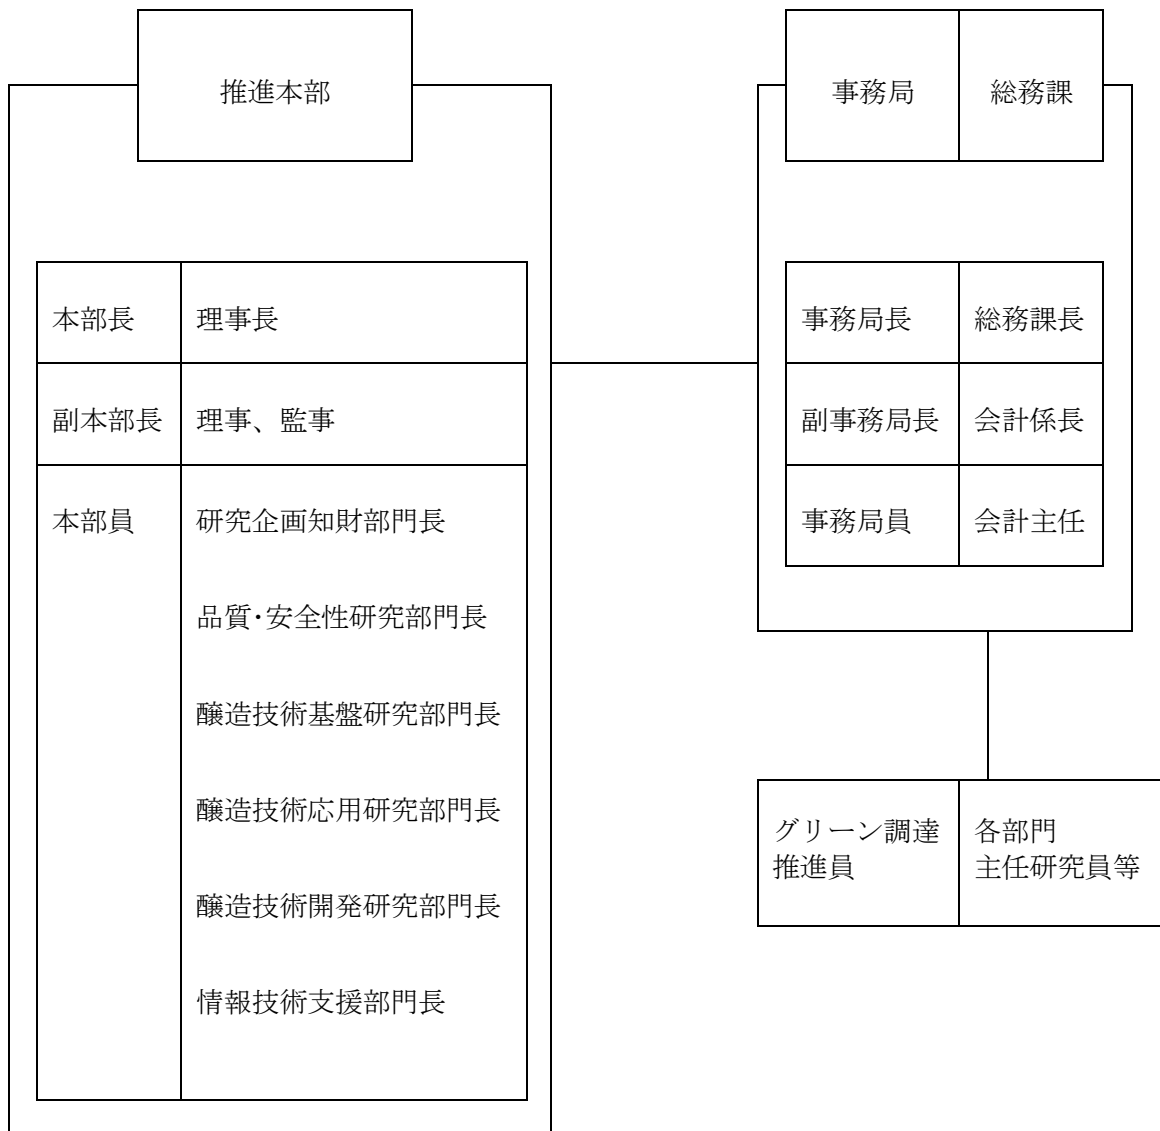 推進本部
本部長 理事長
副本部長 理事、監事
本部員 研究企画知財部門長
品質・安全性研究部門長
醸造技術基盤研究部門長
醸造技術応用研究部門長
醸造技術開発研究部門長
情報技術支援部門長
事務局 総務課
事務局長 総務課長
副事務局長 会計係長
事務局員 会計主任
グリーン調達 各部門
推進員 主任研究員等